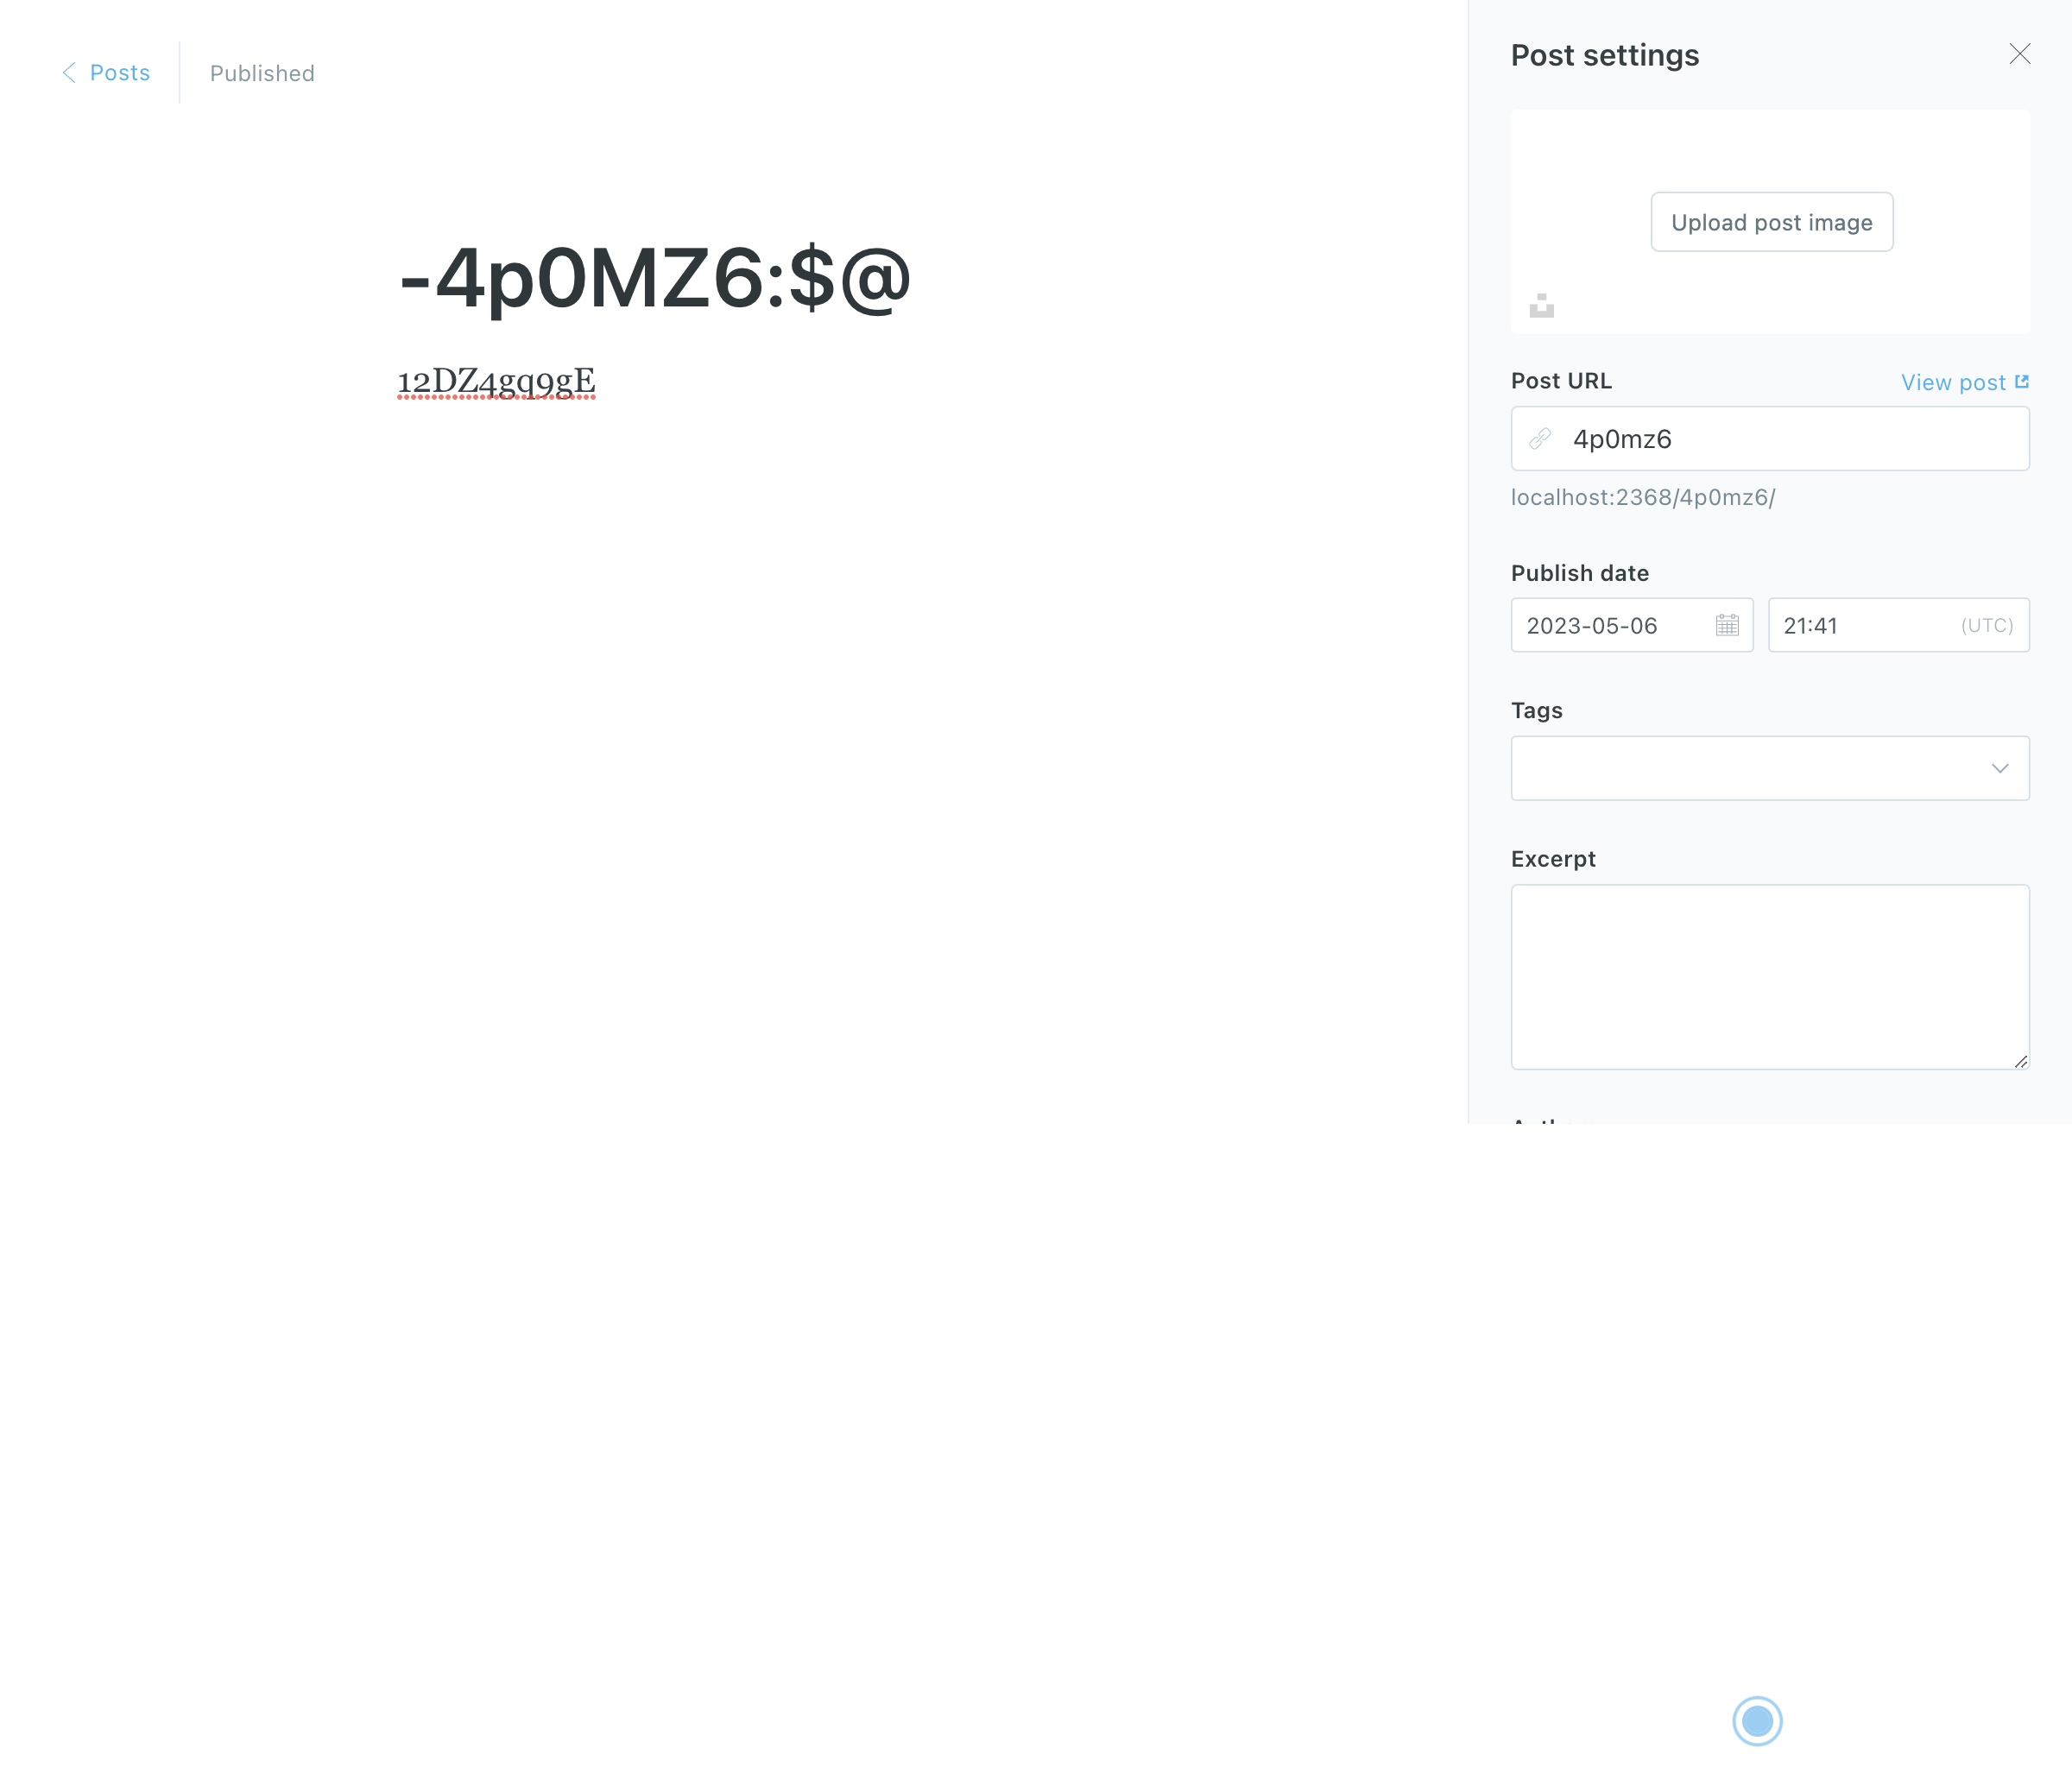 Posts
Published
-4p0MZ6:$@
12DZ4gq9gE
Post settings
Upload post image
Post URL
View post
4p0mz6
localhost:2368/4p0mz6/
Publish date
2023-05-06
21:41
(UTC)
Tags
Excerpt